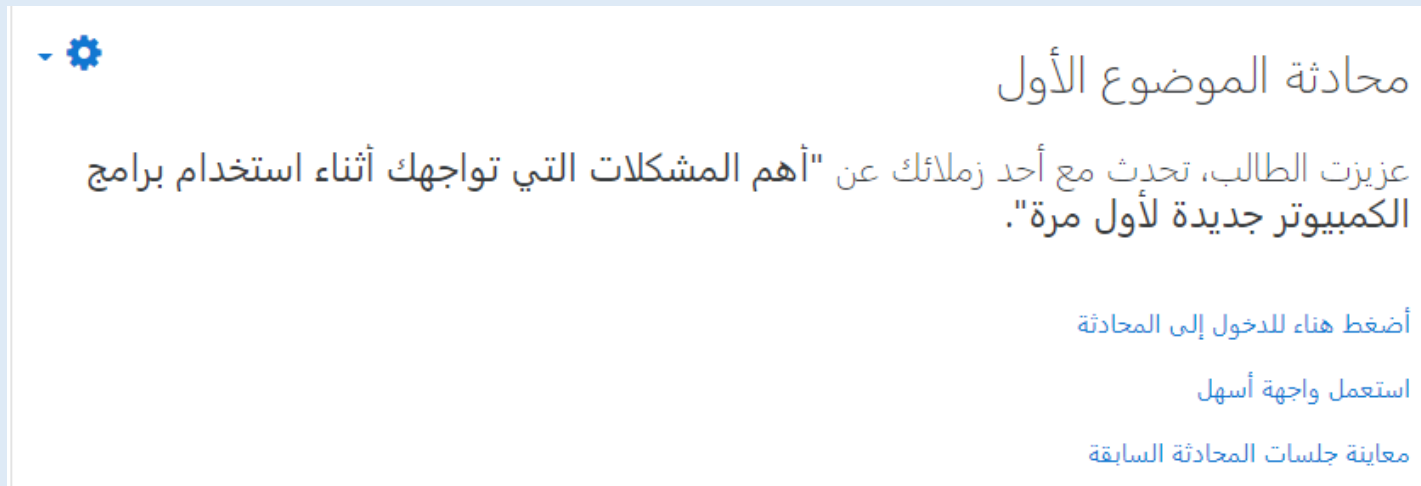 محادثة الموضوع الأول
عزيزت الطالب، تحدث مع أحد زملائك عن "أهم المشكلات التي تواجهك أثناء استخدام برامج
الكمبيوتر جديدة لأول مرة".
أضغط هناء للدخول إلى المحادثة
استعمل واجهة أسهل
معاينة جلسات المحادثة السابقة